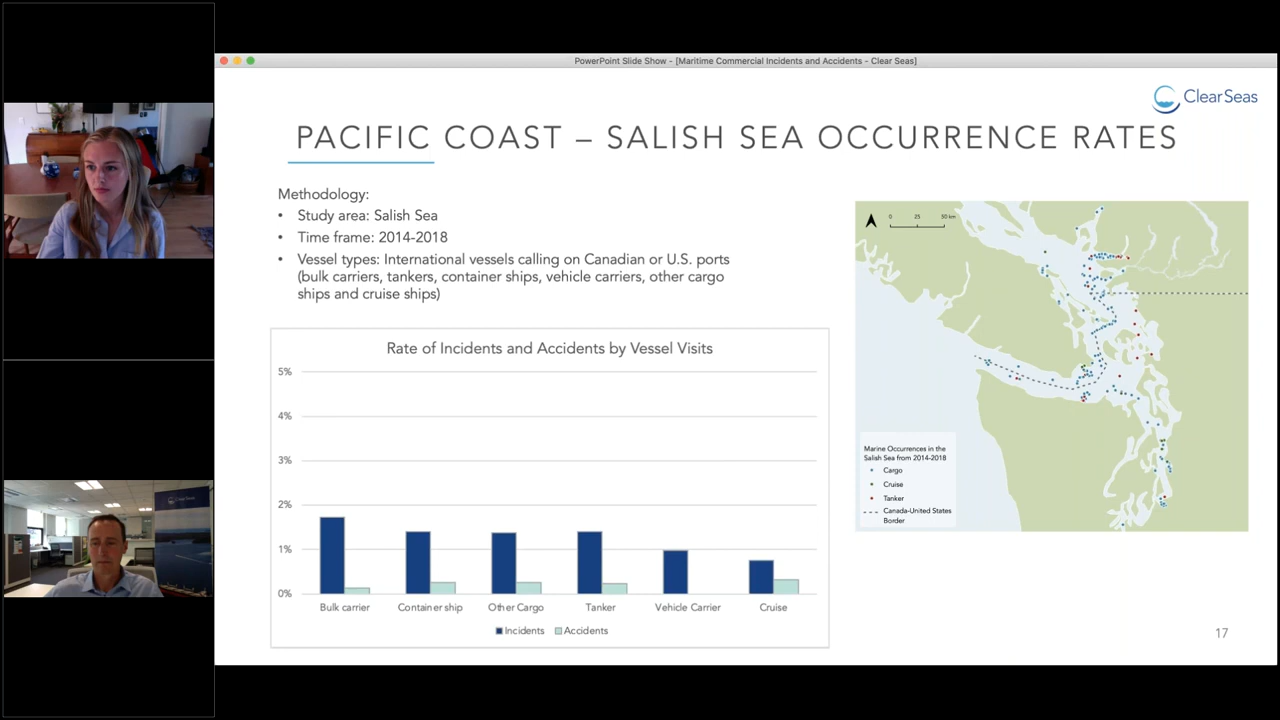 PowerPoint Slide Show - [Maritime Commercial Incidents and Accidents - Clear Seas]
ClearSeas
PACIFIC COAST – SALISH SEA OCCURRENCE RATES
Methodology:
• Study area: Salish Sea
• Time frame: 2014-2018
• Vessel types: International vessels calling on Canadian or U.S. ports
(bulk carriers, tankers, container ships, vehicle carriers, other cargo
ships and cruise ships)
Rate of Incidents and Accidents by Vessel Visits
5%
4%
3%
2%
1%
0%
Bulk carrier Container ship Other Cargo Tanker Vehicle Carrier Cruise
Incidents Accidents
0 25 50 km
Marine Occurrences in the
Salish Sea from 2014-2018
Cargo
Cruise
Tanker
Canada-United States
Border
17
ClearSeas